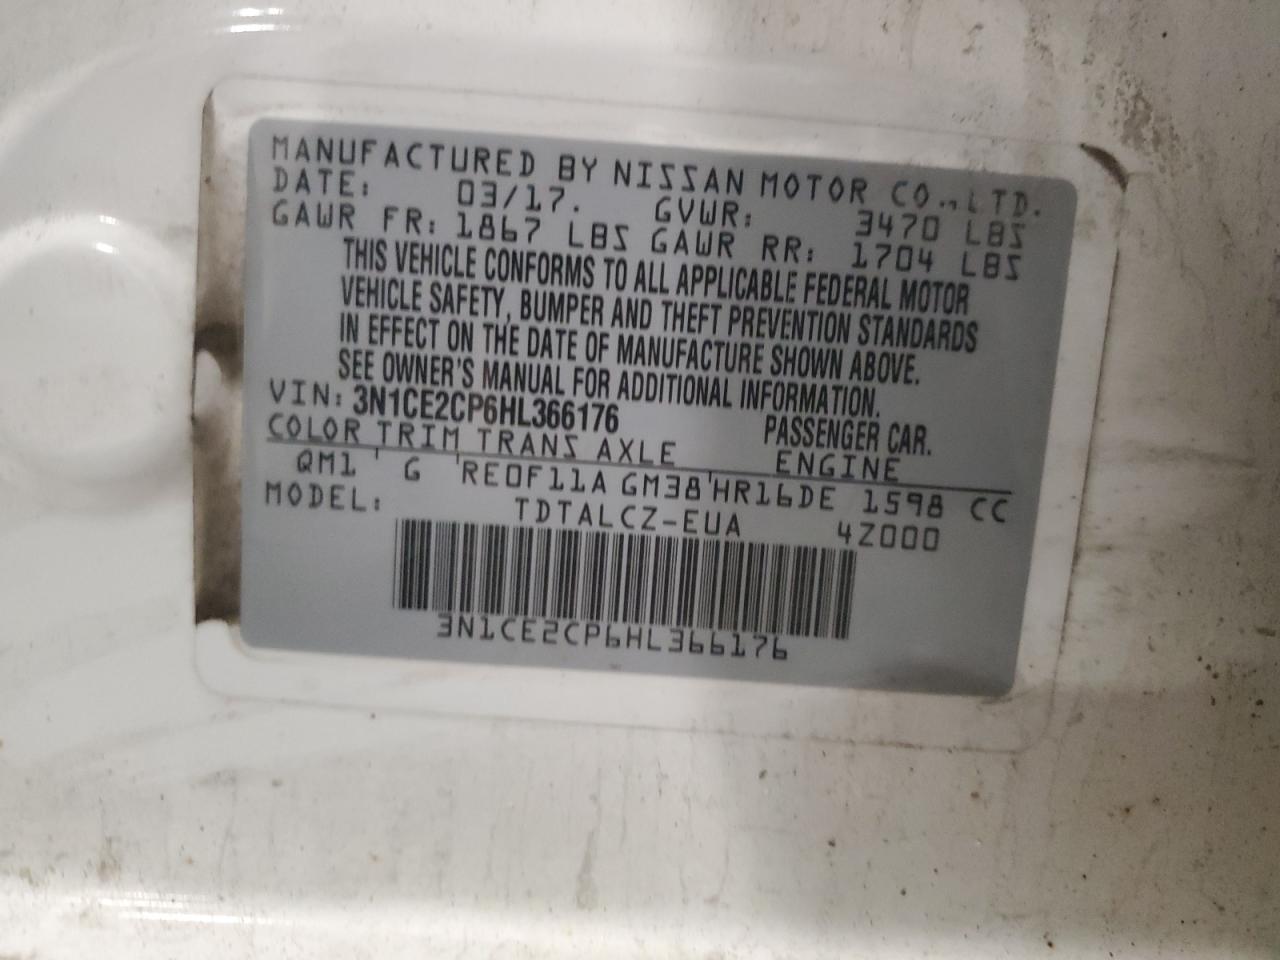 MANUFACTURED BY NISSAN MOTOR CO.,LTD.
DATE: 03/17. GVWR: 3470 LBS
GAWR FR: 1867 LBS GAWR RR: 1704 LBS
THIS VEHICLE CONFORMS TO ALL APPLICABLE FEDERAL MOTOR
VEHICLE SAFETY, BUMPER AND THEFT PREVENTION STANDARDS
IN EFFECT ON THE DATE OF MANUFACTURE SHOWN ABOVE.
SEE OWNER'S MANUAL FOR ADDITIONAL INFORMATION.
VIN: 3N1CE2CP6HL366176 PASSENGER CAR.
COLOR TRIM TRANS AXLE ENGINE
QM1 G RE0F11A GM38 HR16DE 1598 CC
MODEL: TDTALCZ-EUA 4Z000
3N1CE2CP6HL366176